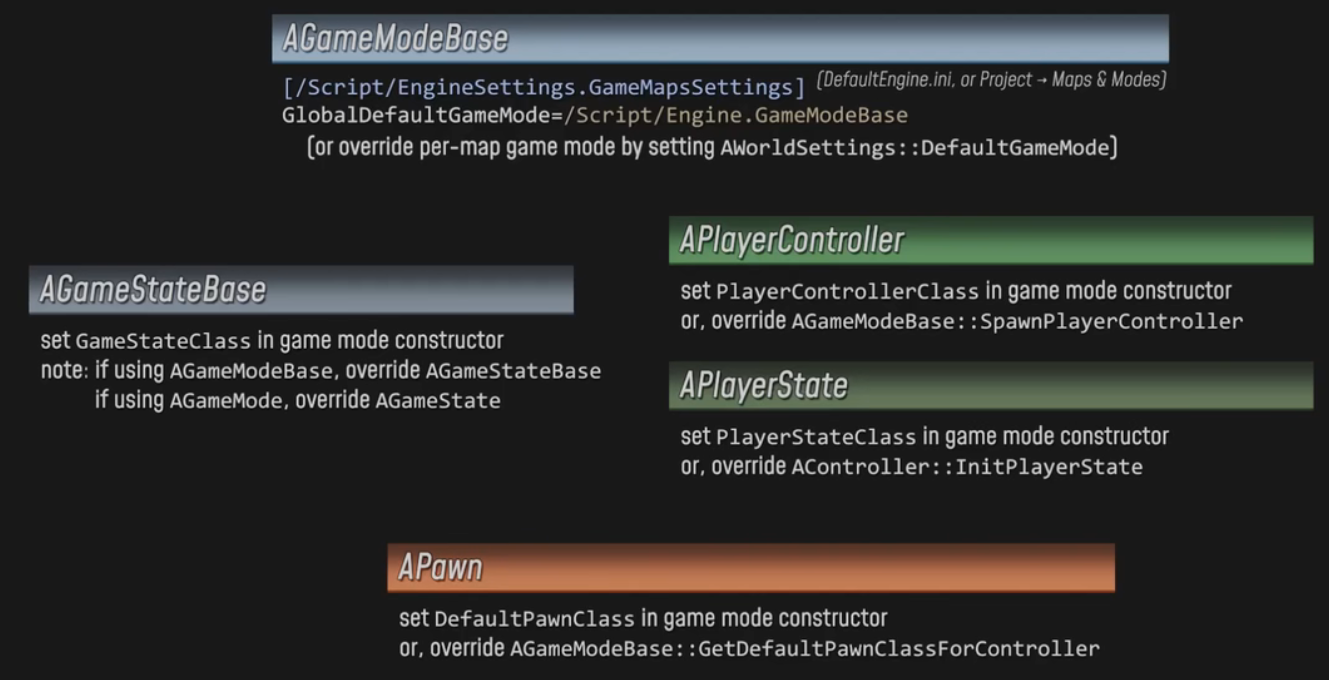 AGameModeBase
[/Script/EngineSettings.GameMapsSettings] (DefaultEngine.ini, or Project → Maps & Modes)
GlobalDefaultGameMode=/Script/Engine.GameModeBase
(or override per-map game mode by setting AWorldSettings::DefaultGameMode)
AGameStateBase
set GameStateClass in game mode constructor
note: if using AGameModeBase, override AGameStateBase
if using AGameMode, override AGameState
APlayerController
set PlayerControllerClass in game mode constructor
or, override AGameModeBase::SpawnPlayerController
APlayerState
set PlayerStateClass in game mode constructor
or, override AController::InitPlayerState
APawn
set DefaultPawnClass in game mode constructor
or, override AGameModeBase::GetDefaultPawnClassForController